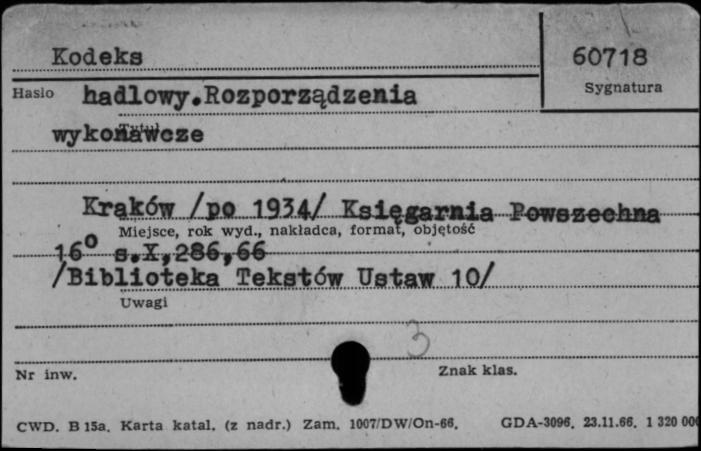 Kodeks
60718
Sygnatura
Hasło hadlowy.Rozporządzenia
Tytuł
wykonawcze
Kraków /po 1934/ Księgarnia Powszechna
Miejsce, rok wyd., nakładca, format, objętość
16° s.X,286,66
/Biblioteka Tekstów Ustaw 10/
Uwagi
3
Nr inw.
Znak klas.
CWD. B 15a. Karta katal. (z nadr.) Zam. 1007/DW/On-66. GDA-3096. 23.11.66. 1 320 000